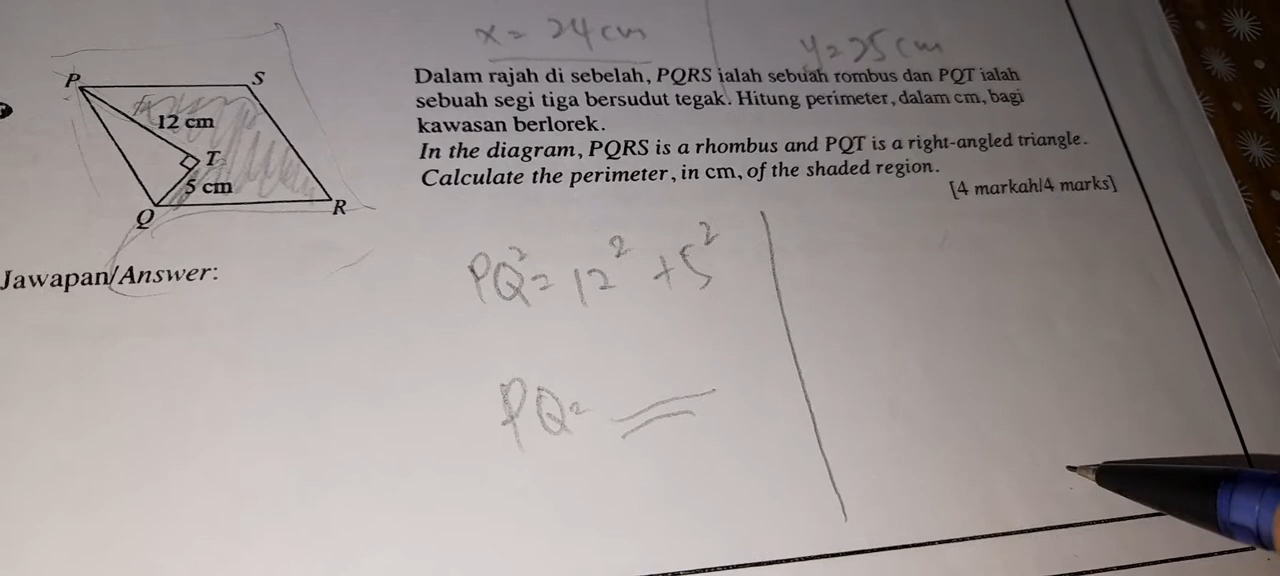 x = 24 cm
y = 25 cm
P
S
12 cm
T
5 cm
Q
R
Dalam rajah di sebelah, PQRS ialah sebuah rombus dan PQT ialah
sebuah segi tiga bersudut tegak. Hitung perimeter, dalam cm, bagi
kawasan berlorek.
In the diagram, PQRS is a rhombus and PQT is a right-angled triangle.
Calculate the perimeter, in cm, of the shaded region.
[4 markah/4 marks]
Jawapan/Answer:
PQ² = 12² + 5²
PQ =